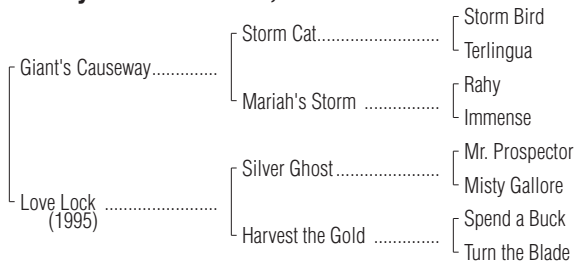 Storm Bird
Storm Cat................................
Terlingua
Giant's Causeway..............
Rahy
Mariah's Storm ...................
Immense
Mr. Prospector
Silver Ghost..........................
Misty Gallore
Love Lock ........................
(1995)
Spend a Buck
Harvest the Gold ................
Turn the Blade